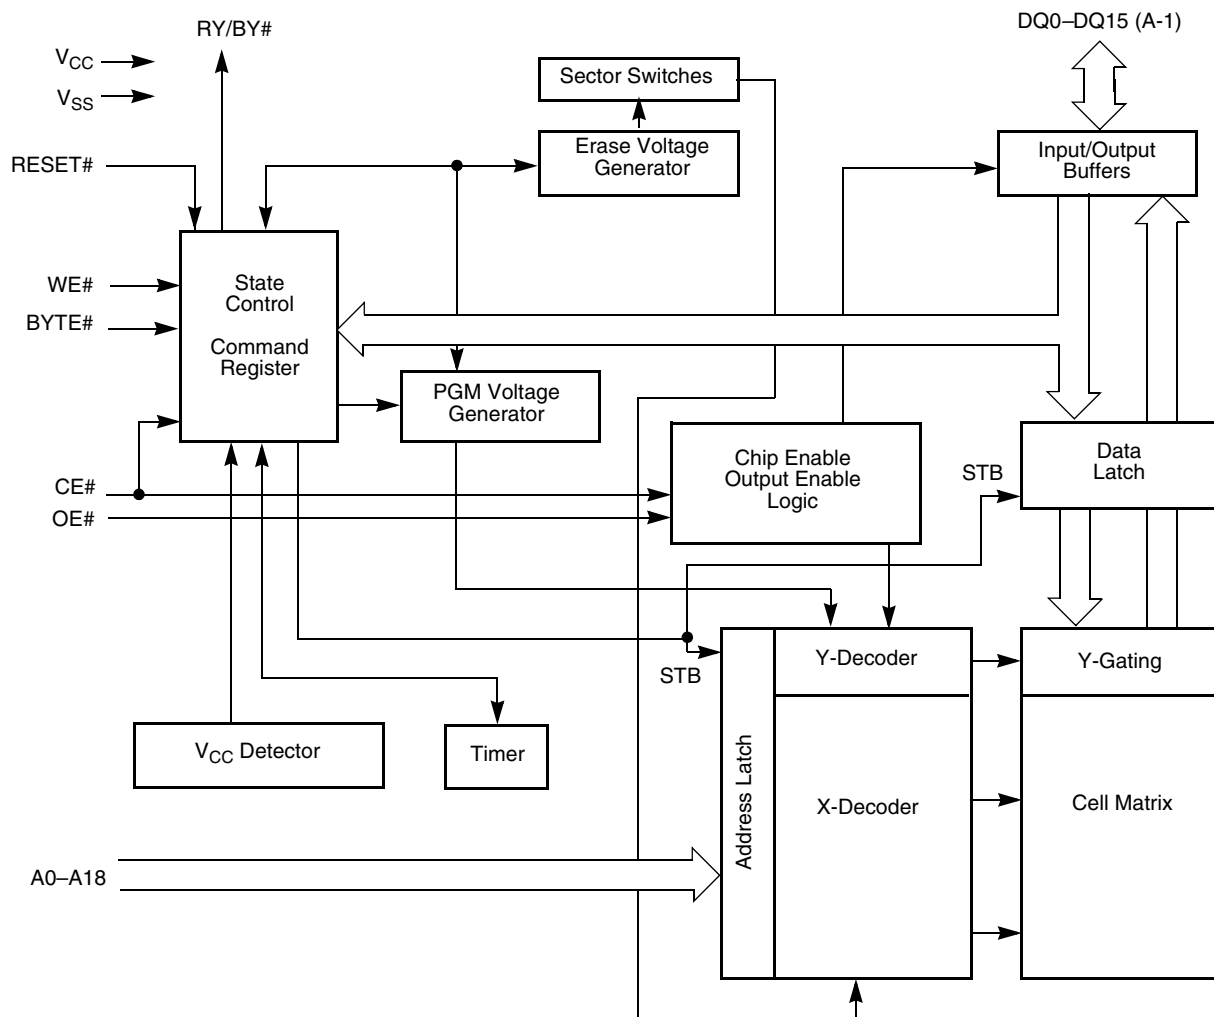 RY/BY#
DQ0–DQ15 (A-1)
VCC
VSS
Sector Switches
Erase Voltage
Generator
Input/Output
Buffers
RESET#
WE#
BYTE#
State
Control
Command
Register
PGM Voltage
Generator
Chip Enable
Output Enable
Logic
STB
Data
Latch
CE#
OE#
STB
Y-Decoder
Y-Gating
VCC Detector
Timer
Address Latch
X-Decoder
Cell Matrix
A0–A18